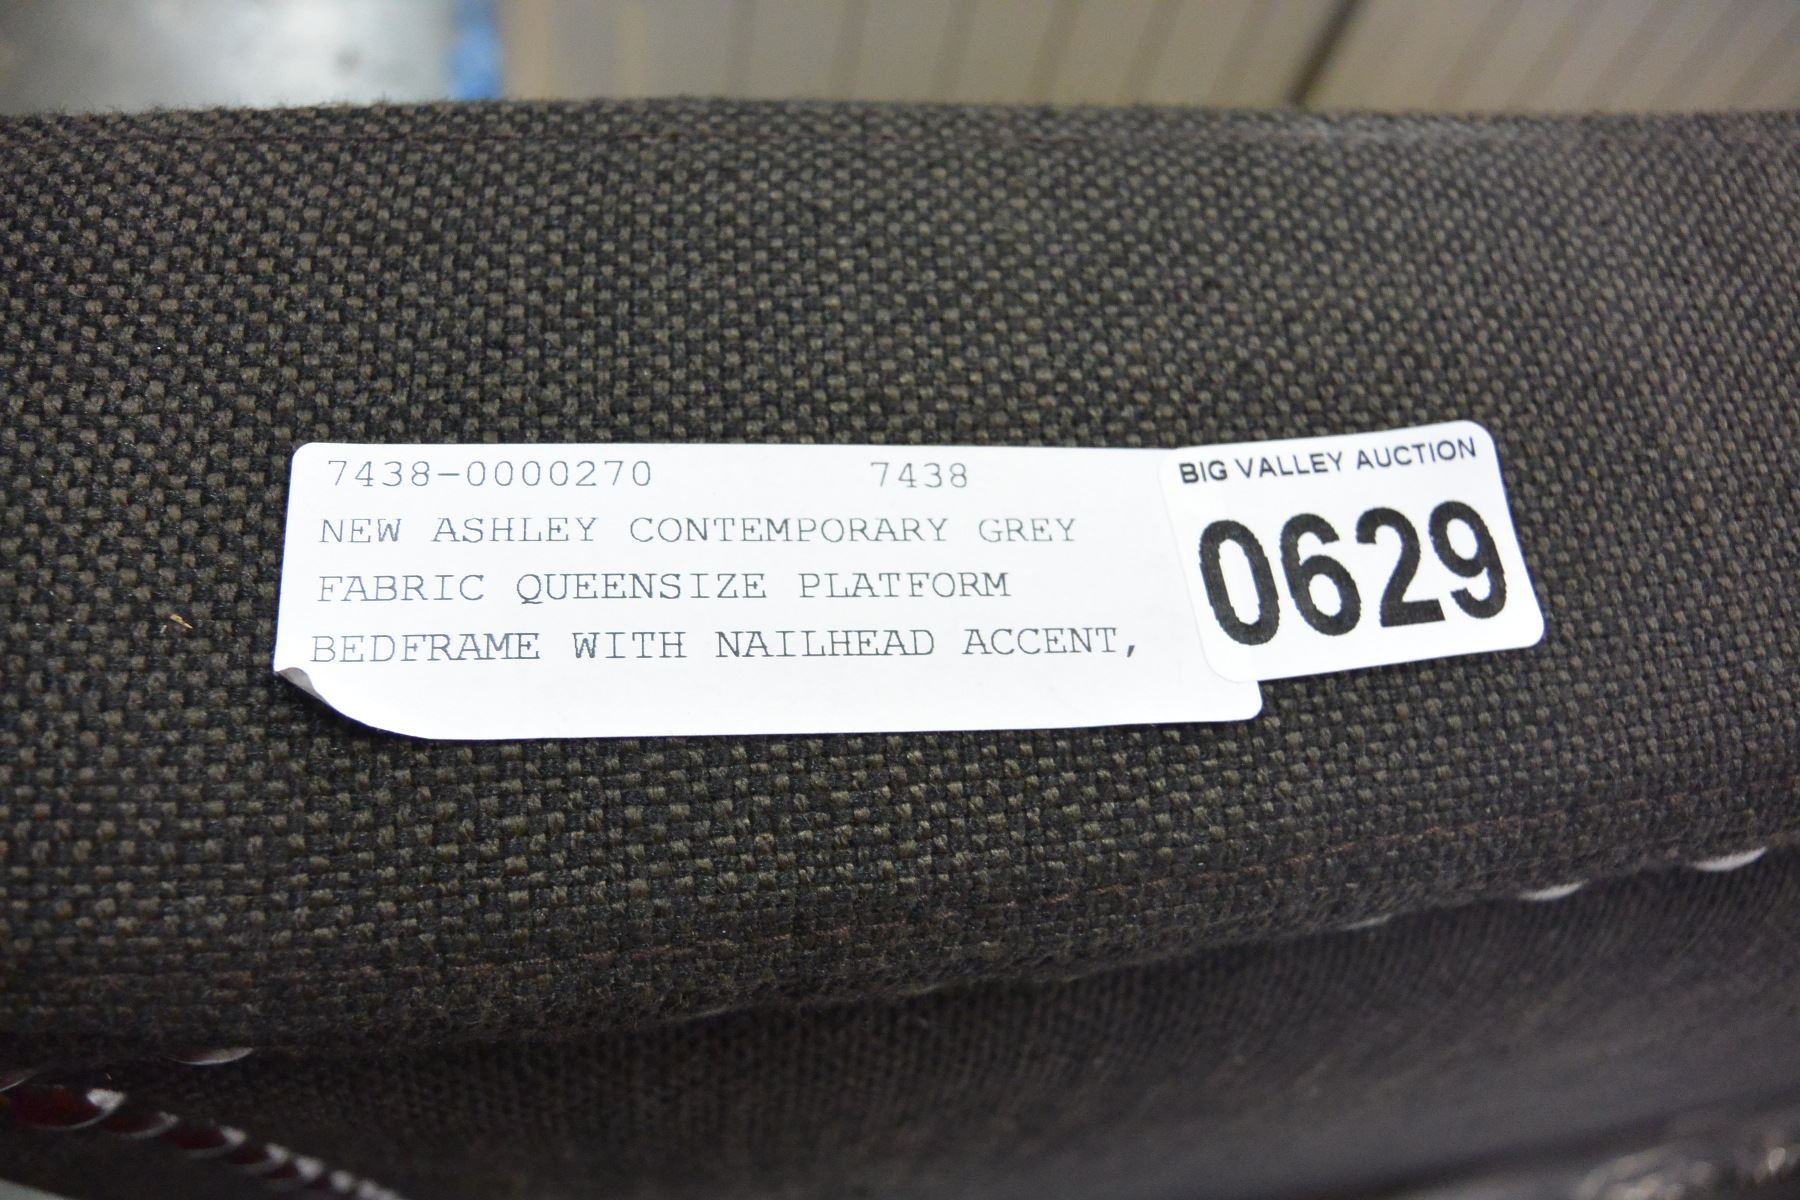 7438-0000270 7438
NEW ASHLEY CONTEMPORARY GREY
FABRIC QUEENSIZE PLATFORM
BEDFRAME WITH NAILHEAD ACCENT,
BIG VALLEY AUCTION
0629